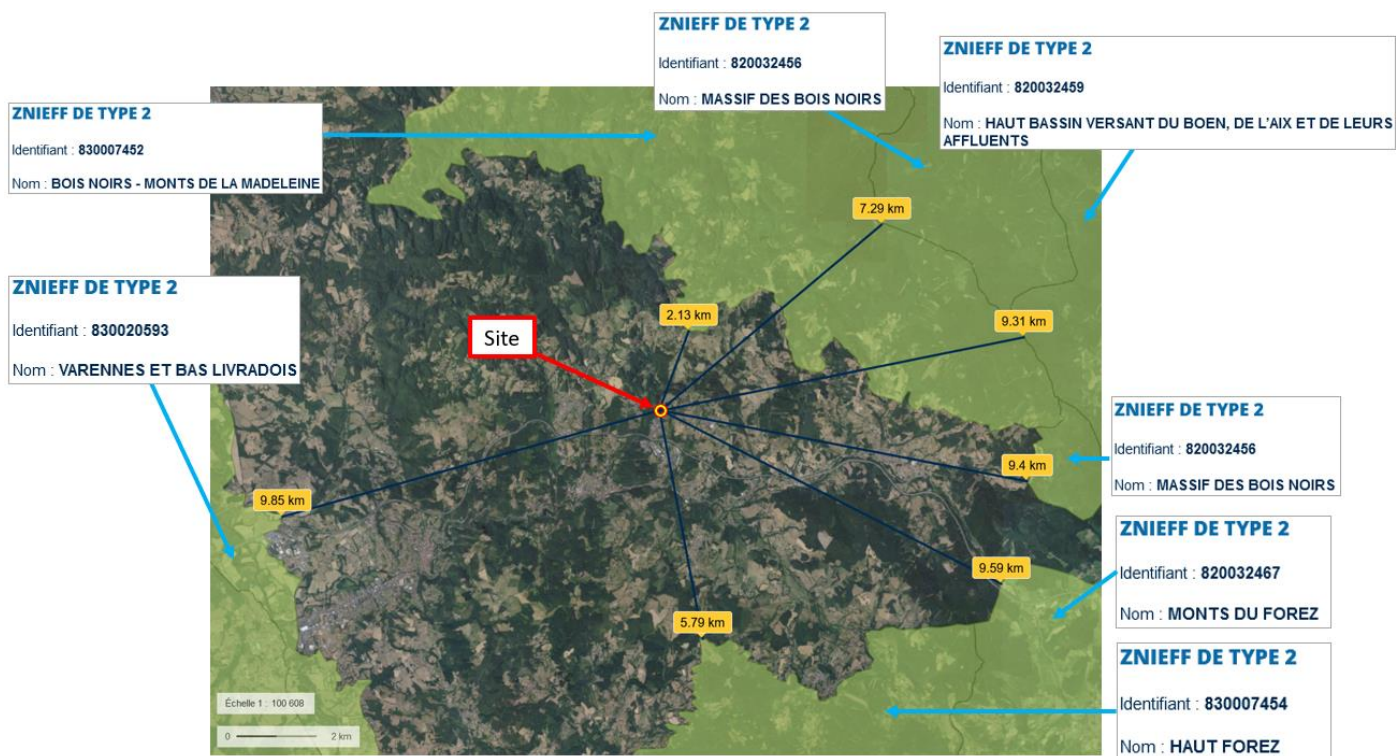 ZNIEFF DE TYPE 2
Identifiant : 820032456
Nom : MASSIF DES BOIS NOIRS
ZNIEFF DE TYPE 2
Identifiant : 820032459
Nom : HAUT BASSIN VERSANT DU BOEN, DE L'AIX ET DE LEURS
AFFLUENTS
ZNIEFF DE TYPE 2
Identifiant : 830007452
Nom : BOIS NOIRS - MONTS DE LA MADELEINE
7.29 km
ZNIEFF DE TYPE 2
Identifiant : 830020593
Nom : VARENNES ET BAS LIVRADOIS
Site
2.13 km
9.31 km
ZNIEFF DE TYPE 2
Identifiant : 820032456
Nom : MASSIF DES BOIS NOIRS
9.4 km
9.85 km
ZNIEFF DE TYPE 2
Identifiant : 820032467
Nom : MONTS DU FOREZ
9.59 km
5.79 km
ZNIEFF DE TYPE 2
Identifiant : 830007454
Nom : HAUT FOREZ
Échelle 1 : 100 608
0 2 km